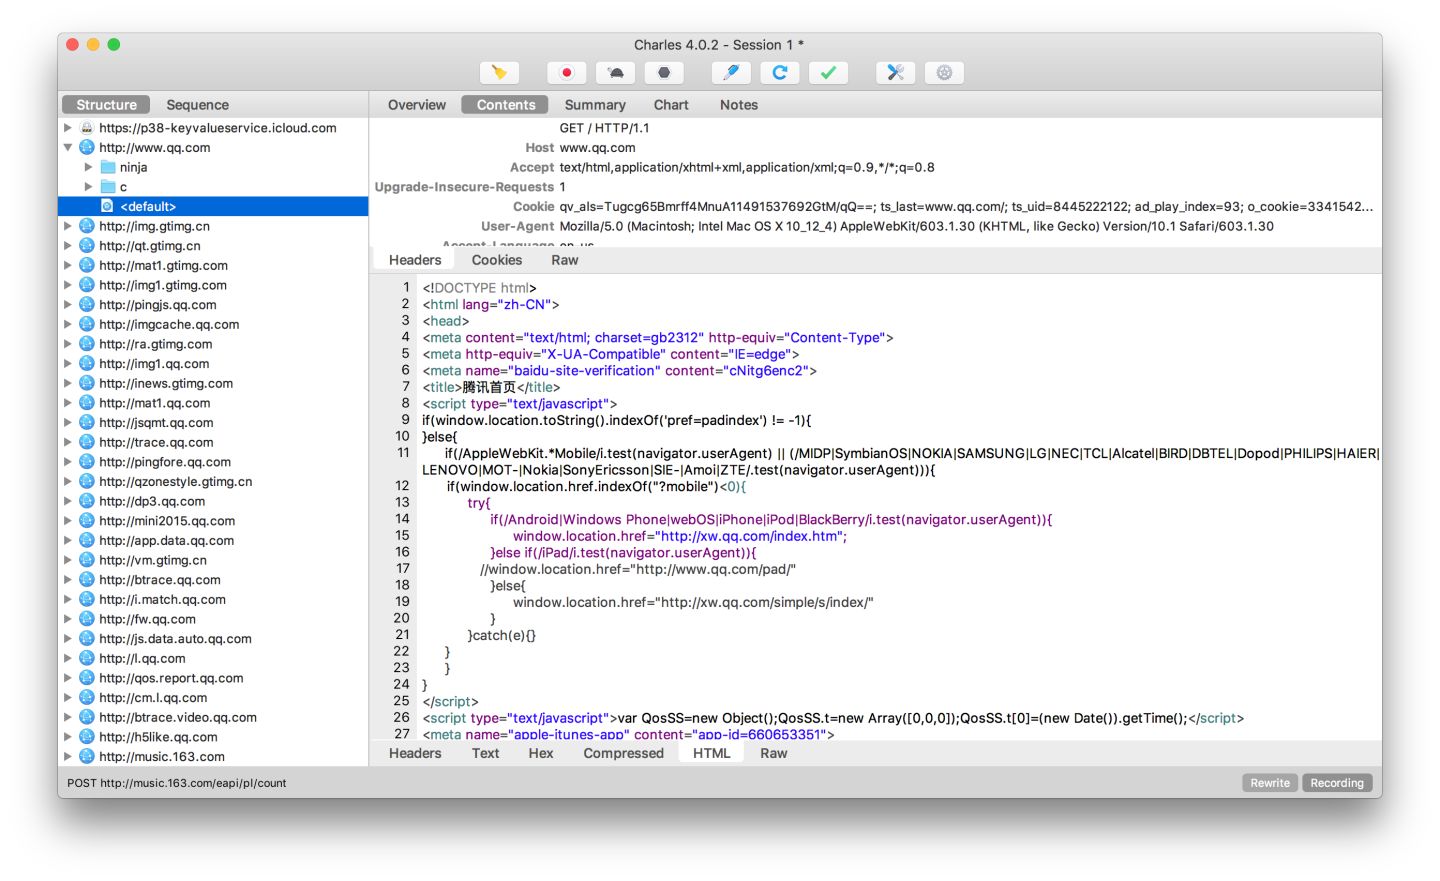 Charles 4.0.2 - Session 1 *
Structure
Sequence
Overview
Contents
Summary
Chart
Notes
https://p38-keyvalueservice.icloud.com
http://www.qq.com
ninja
c
<default>
http://img.gtimg.cn
http://qt.gtimg.cn
http://mat1.gtimg.com
http://img1.gtimg.com
http://pingjs.qq.com
http://imgcache.qq.com
http://ra.gtimg.com
http://img1.qq.com
http://inews.gtimg.com
http://mat1.qq.com
http://jsqmt.qq.com
http://trace.qq.com
http://pingfore.qq.com
http://qzonestyle.gtimg.cn
http://dp3.qq.com
http://mini2015.qq.com
http://app.data.qq.com
http://vm.gtimg.cn
http://btrace.qq.com
http://i.match.qq.com
http://fw.qq.com
http://js.data.auto.qq.com
http://l.qq.com
http://qos.report.qq.com
http://cm.l.qq.com
http://btrace.video.qq.com
http://h5like.qq.com
http://music.163.com
GET / HTTP/1.1
Host www.qq.com
Accept text/html,application/xhtml+xml,application/xml;q=0.9,*/*;q=0.8
Upgrade-Insecure-Requests 1
Cookie qv_als=Tugcg65Bmrff4MnuA11491537692GtM/qQ==; ts_last=www.qq.com/; ts_uid=8445222122; ad_play_index=93; o_cookie=3341542...
User-Agent Mozilla/5.0 (Macintosh; Intel Mac OS X 10_12_4) AppleWebKit/603.1.30 (KHTML, like Gecko) Version/10.1 Safari/603.1.30
Accept-Language en-us
Headers
Cookies
Raw
1 <!DOCTYPE html>
2 <html lang="zh-CN">
3 <head>
4 <meta content="text/html; charset=gb2312" http-equiv="Content-Type">
5 <meta http-equiv="X-UA-Compatible" content="IE=edge">
6 <meta name="baidu-site-verification" content="cNitg6enc2">
7 <title>腾讯首页</title>
8 <script type="text/javascript">
9 if(window.location.toString().indexOf('pref=padindex') != -1){
10 }else{
11 if(/AppleWebKit.*Mobile/i.test(navigator.userAgent) || (/MIDP|SymbianOS|NOKIA|SAMSUNG|LG|NEC|TCL|Alcatel|BIRD|DBTEL|Dopod|PHILIPS|HAIER|
LENOVO|MOT-|Nokia|SonyEricsson|SIE-|Amoi|ZTE/.test(navigator.userAgent))){
12 if(window.location.href.indexOf("?mobile")<0){
13 try{
14 if(/Android|Windows Phone|webOS|iPhone|iPod|BlackBerry/i.test(navigator.userAgent)){
15 window.location.href="http://xw.qq.com/index.htm";
16 }else if(/iPad/i.test(navigator.userAgent)){
17 //window.location.href="http://www.qq.com/pad/"
18 }else{
19 window.location.href="http://xw.qq.com/simple/s/index/"
20 }
21 }catch(e){}
22 }
23 }
24 }
25 </script>
26 <script type="text/javascript">var QosSS=new Object();QosSS.t=new Array([0,0,0]);QosSS.t[0]=(new Date()).getTime();</script>
27 <meta name="apple-itunes-app" content="app-id=660653351">
Headers
Text
Hex
Compressed
HTML
Raw
POST http://music.163.com/eapi/pl/count
Rewrite
Recording